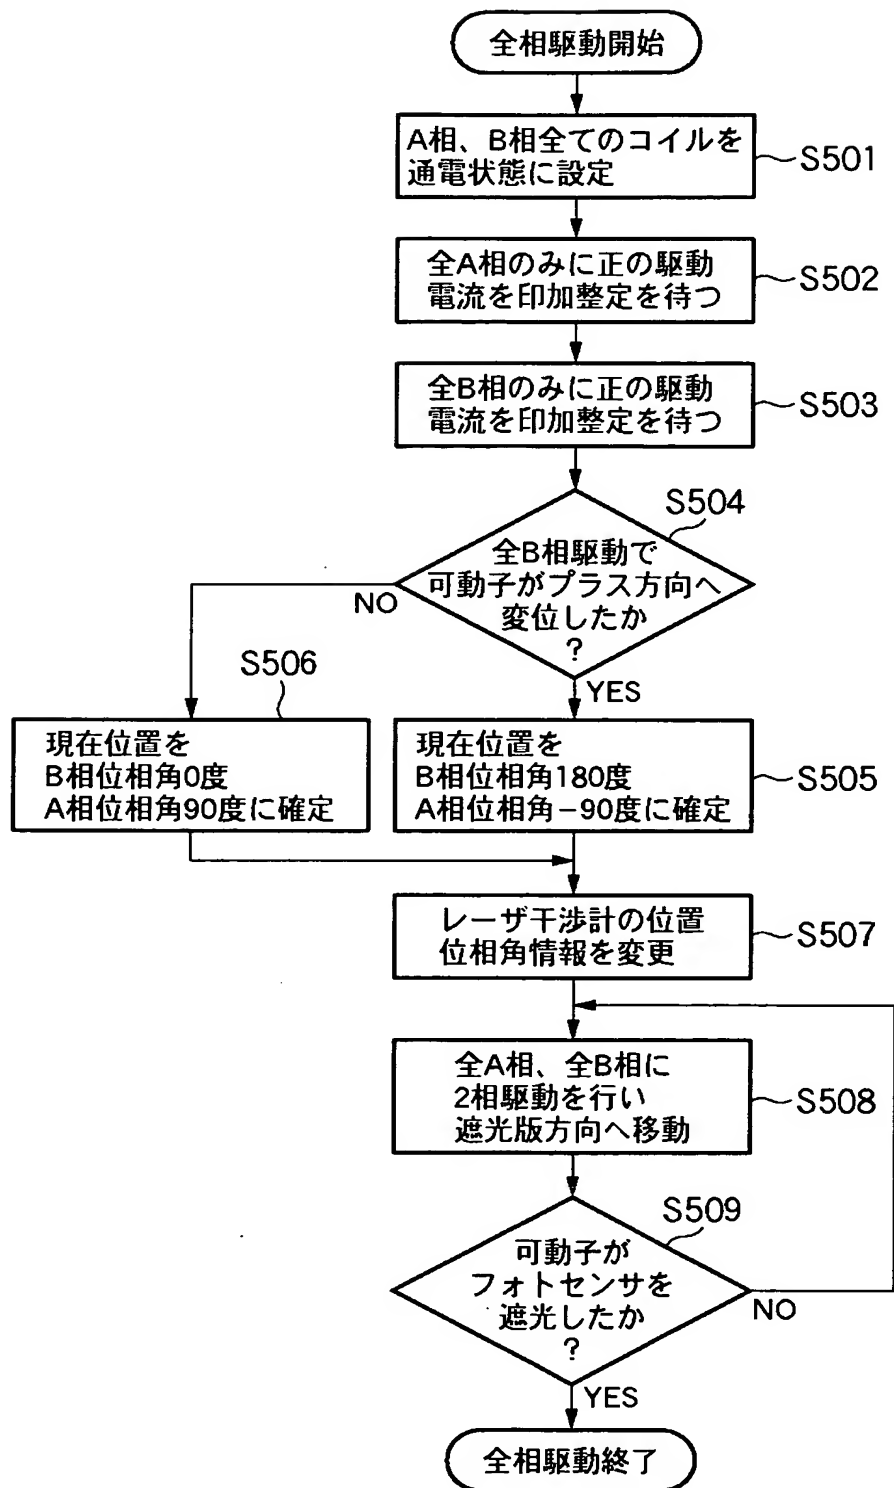 全相駆動開始
A相、B相全てのコイルを
通電状態に設定
S501
全A相のみに正の駆動
電流を印加整定を待つ
S502
全B相のみに正の駆動
電流を印加整定を待つ
S503
S504
全B相駆動で
可動子がプラス方向へ
変位したか
?
NO
YES
S506
現在位置を
B相位相角0度
A相位相角90度に確定
現在位置を
B相位相角180度
A相位相角−90度に確定
S505
レーザ干渉計の位置
位相角情報を変更
S507
全A相、全B相に
2相駆動を行い
遮光版方向へ移動
S508
S509
可動子が
フォトセンサを
遮光したか
?
NO
YES
全相駆動終了